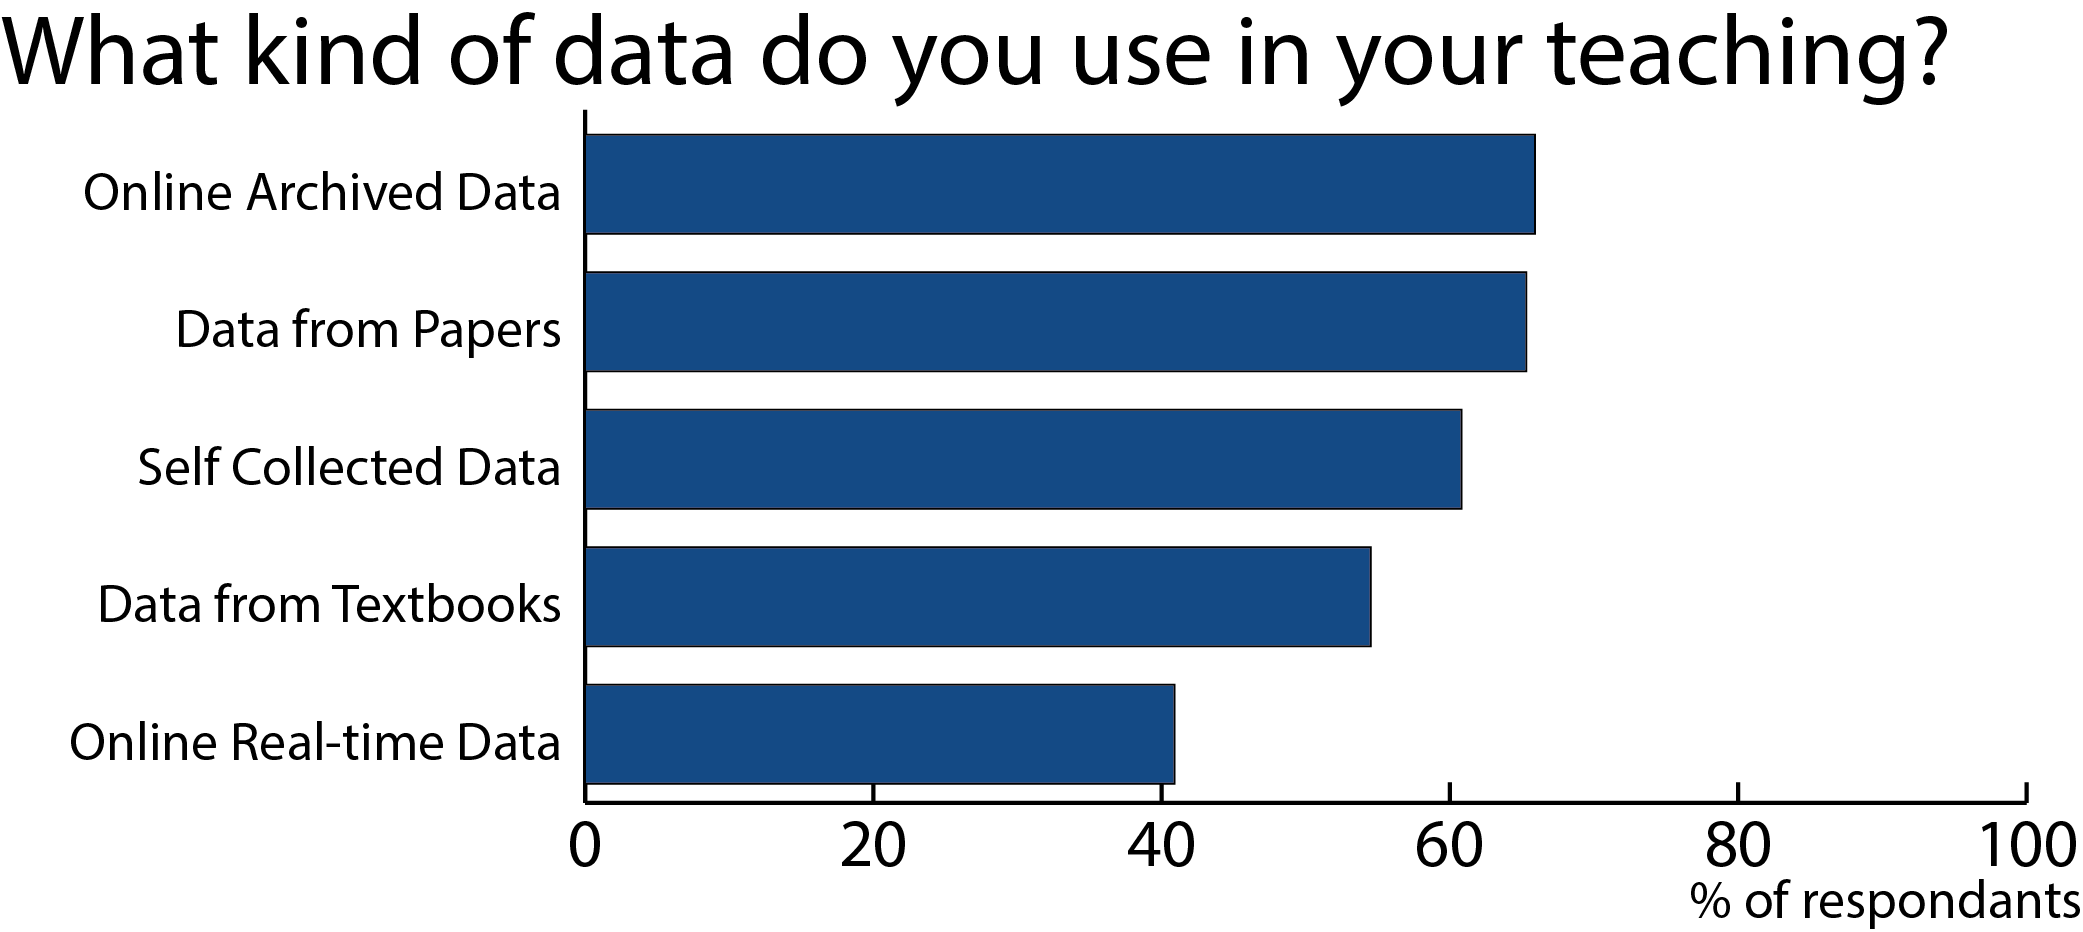 What kind of data do you use in your teaching?
Online Archived Data
Data from Papers
Self Collected Data
Data from Textbooks
Online Real-time Data
0 20 40 60 80 100
% of respondants